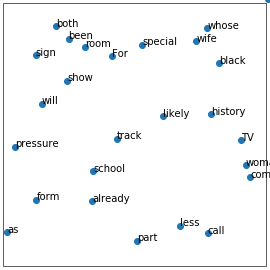 both
whose
been
room
special
wife
sign
For
black
show
will
likely
history
track
TV
pressure
woma
school
com
form
already
less
as
call
part